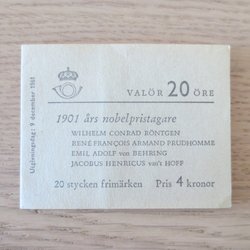 Utgivningsdag: 9 december 1961
VALÖR 20 ÖRE
1901 års nobelpristagare
WILHELM CONRAD RÖNTGEN
RENÉ FRANÇOIS ARMAND PRUDHOMME
EMIL ADOLF von BEHRING
JACOBUS HENRICUS van't HOFF
20 stycken frimärken Pris 4 kronor